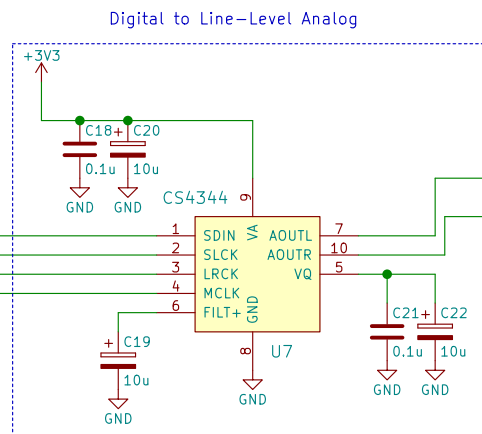 Digital to Line-Level Analog
+3V3
C18
0.1u
GND
C20
10u
GND
CS4344
9
VA
1 SDIN
2 SLCK
3 LRCK
4 MCLK
6 FILT+
AOUTL 7
AOUTR 10
VQ 5
GND
8
U7
GND
C19
10u
GND
C21
0.1u
GND
C22
10u
GND